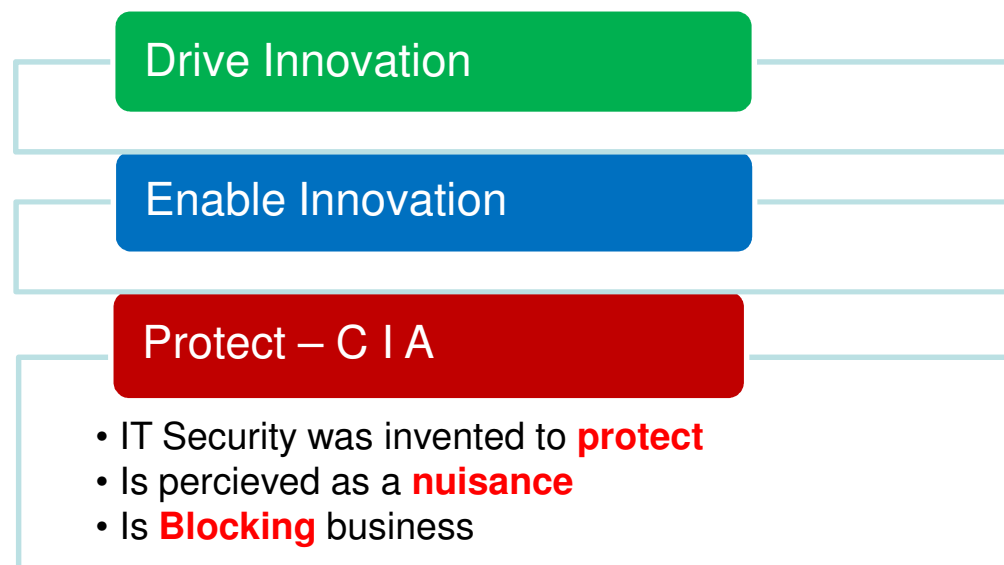 Drive Innovation
Enable Innovation
Protect – C I A
• IT Security was invented to protect
• Is percieved as a nuisance
• Is Blocking business